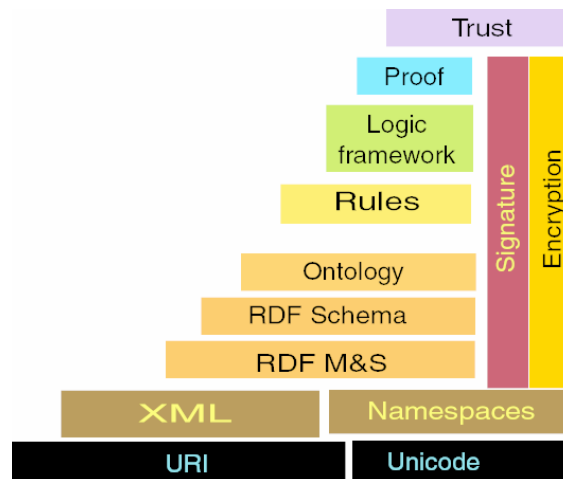 Trust
Proof
Logic
framework
Rules
Ontology
RDF Schema
RDF M&S
Signature
Encryption
XML
Namespaces
URI
Unicode